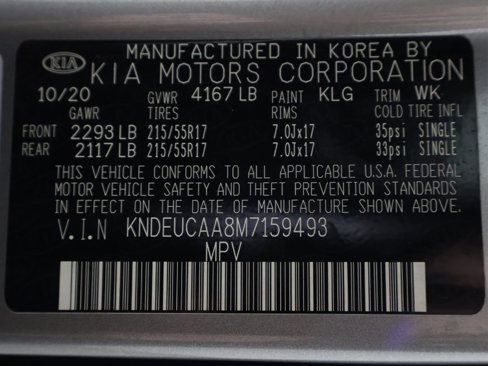 MANUFACTURED IN KOREA BY
KIA KIA MOTORS CORPORATION
10/20 GVWR 4167 LB PAINT KLG TRIM WK
GAWR TIRES RIMS COLD TIRE INFL
FRONT 2293 LB 215/55R17 7.0Jx17 35psi SINGLE
REAR 2117 LB 215/55R17 7.0Jx17 33psi SINGLE
THIS VEHICLE CONFORMS TO ALL APPLICABLE U.S.A. FEDERAL
MOTOR VEHICLE SAFETY AND THEFT PREVENTION STANDARDS
IN EFFECT ON THE DATE OF MANUFACTURE SHOWN ABOVE.
V.I.N KNDEUCAA8M7159493
MPV